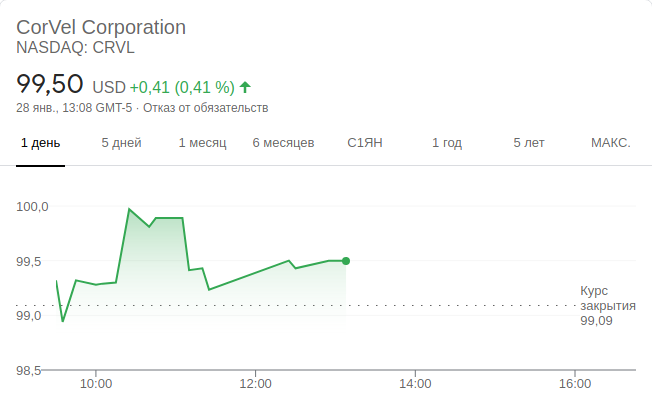 CorVel Corporation
NASDAQ: CRVL
99,50 USD +0,41 (0,41 %)
28 янв., 13:08 GMT-5 · Отказ от обязательств
1 день 5 дней 1 месяц 6 месяцев С1ЯН 1 год 5 лет МАКС.
100,0
99,5
99,0
98,5
Курс
закрытия
99,09
10:00 12:00 14:00 16:00